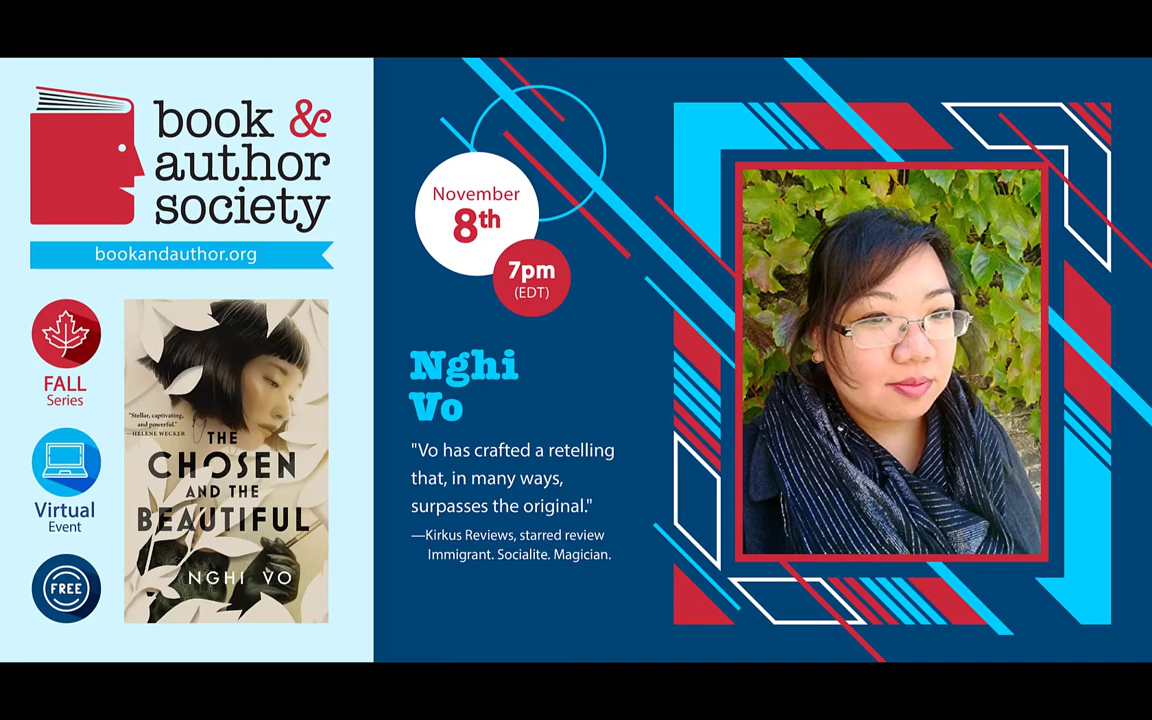 book &
author
society
bookandauthor.org
FALL
Series
Virtual
Event
FREE
"Stellar, captivating,
and powerful."
—HELENE WECKER
THE
CHOSEN
AND THE
BEAUTIFUL
NGHI VO
November
8th
7pm
(EDT)
Nghi
Vo
"Vo has crafted a retelling
that, in many ways,
surpasses the original."
—Kirkus Reviews, starred review
Immigrant. Socialite. Magician.